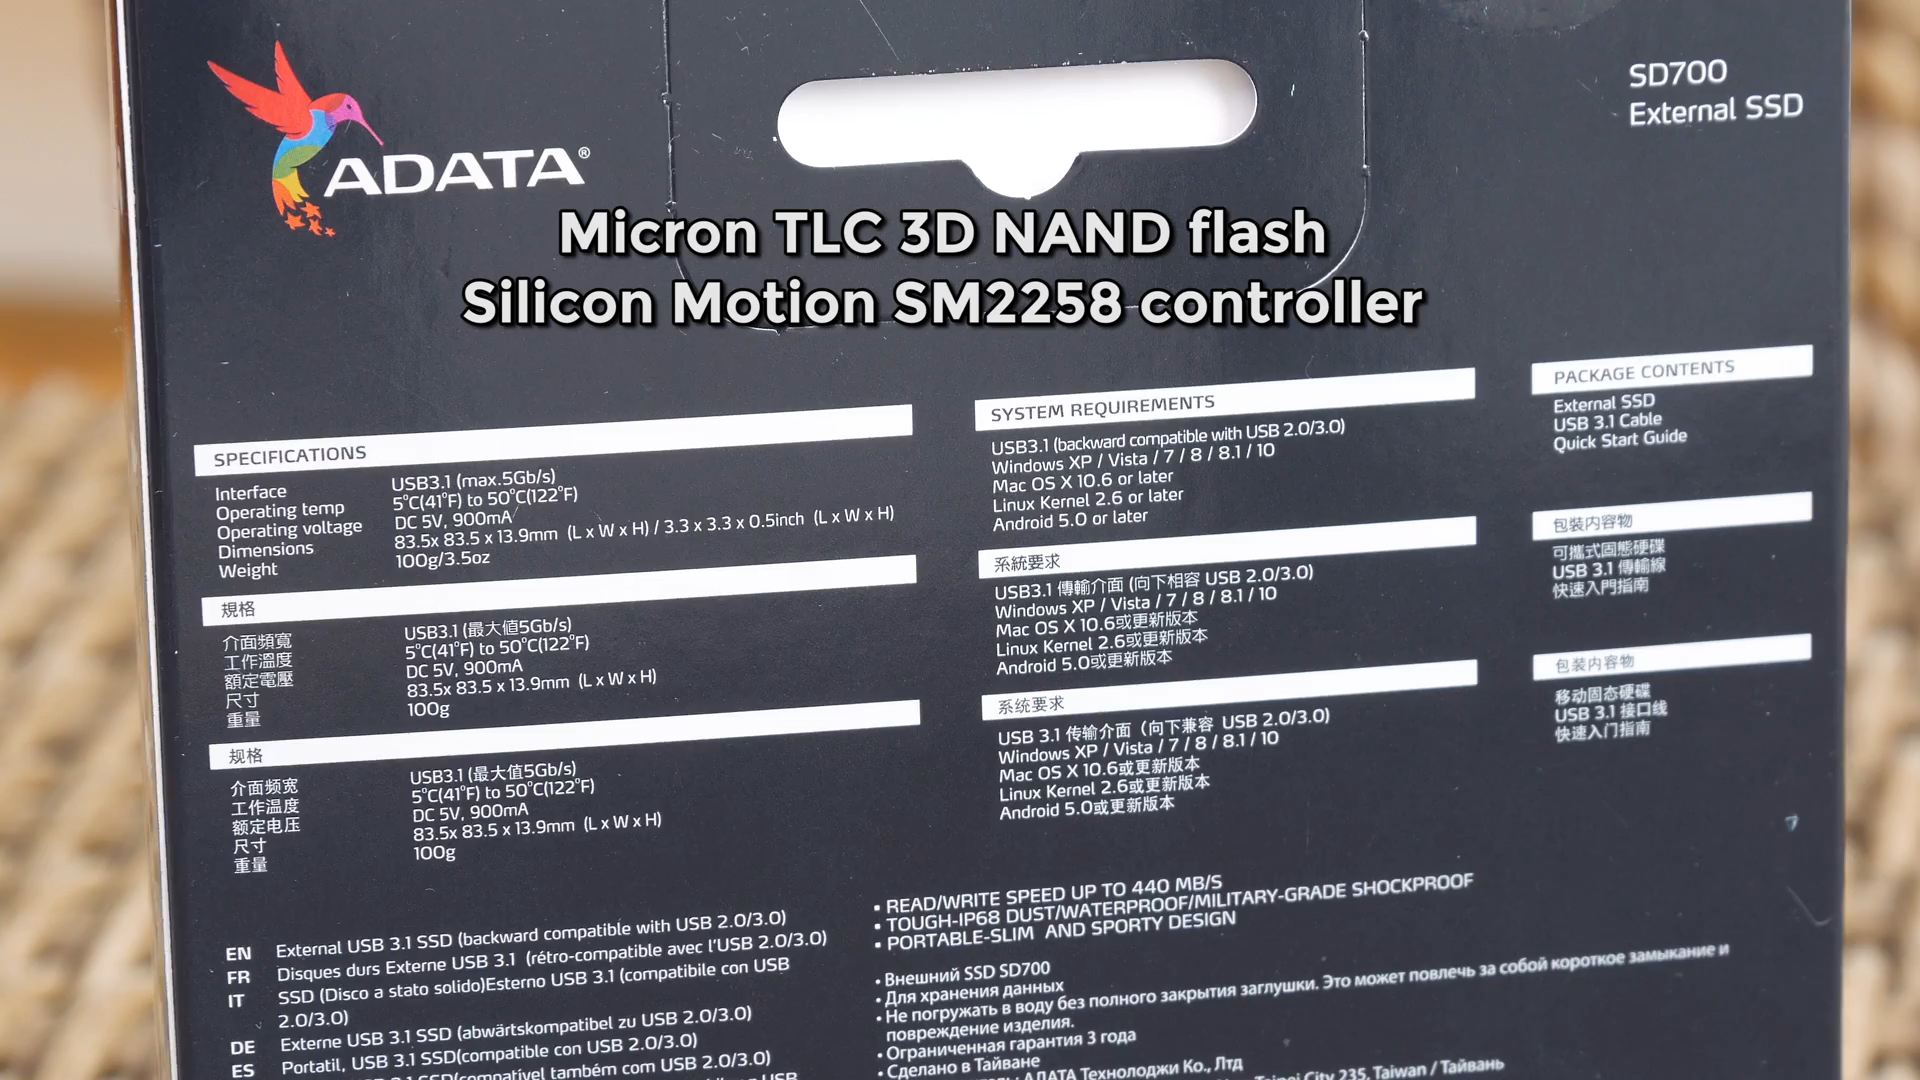 ADATA®
SD700
External SSD
Micron TLC 3D NAND flash
Silicon Motion SM2258 controller
SPECIFICATIONS
Interface USB3.1 (max.5Gb/s)
Operating temp 5°C(41°F) to 50°C(122°F)
Operating voltage DC 5V, 900mA
Dimensions 83.5x 83.5 x 13.9mm (L x W x H) / 3.3 x 3.3 x 0.5inch (L x W x H)
Weight 100g/3.5oz
規格
介面頻寬 USB3.1 (最大值5Gb/s)
工作溫度 5°C(41°F) to 50°C(122°F)
額定電壓 DC 5V, 900mA
尺寸 83.5x 83.5 x 13.9mm (L x W x H)
重量 100g
规格
介面频宽 USB3.1 (最大值5Gb/s)
工作温度 5°C(41°F) to 50°C(122°F)
额定电压 DC 5V, 900mA
尺寸 83.5x 83.5 x 13.9mm (L x W x H)
重量 100g
SYSTEM REQUIREMENTS
USB3.1 (backward compatible with USB 2.0/3.0)
Windows XP / Vista / 7 / 8 / 8.1 / 10
Mac OS X 10.6 or later
Linux Kernel 2.6 or later
Android 5.0 or later
系統要求
USB3.1 傳輸介面 (向下相容 USB 2.0/3.0)
Windows XP / Vista / 7 / 8 / 8.1 / 10
Mac OS X 10.6或更新版本
Linux Kernel 2.6或更新版本
Android 5.0或更新版本
系统要求
USB 3.1 传输介面（向下兼容 USB 2.0/3.0)
Windows XP / Vista / 7 / 8 / 8.1 / 10
Mac OS X 10.6或更新版本
Linux Kernel 2.6或更新版本
Android 5.0或更新版本
PACKAGE CONTENTS
External SSD
USB 3.1 Cable
Quick Start Guide
包裝內容物
可攜式固態硬碟
USB 3.1 傳輸線
快速入門指南
包装内容物
移动固态硬碟
USB 3.1 接口线
快速入门指南
EN External USB 3.1 SSD (backward compatible with USB 2.0/3.0)
FR Disques durs Externe USB 3.1 (rétro-compatible avec l'USB 2.0/3.0)
IT SSD (Disco a stato solido)Esterno USB 3.1 (compatibile con USB
2.0/3.0)
DE Externe USB 3.1 SSD (abwärtskompatibel zu USB 2.0/3.0)
ES Portatil, USB 3.1 SSD(compatible con USB 2.0/3.0)
3.1 SSD(compatível também com USB 2.0/3.0)
USB
• READ/WRITE SPEED UP TO 440 MB/S
• TOUGH-IP68 DUST/WATERPROOF/MILITARY-GRADE SHOCKPROOF
• PORTABLE-SLIM AND SPORTY DESIGN
• Внешний SSD SD700
• Для хранения данных
• Не погружать в воду без полного закрытия заглушки. Это может повлечь за собой короткое замыкание и
повреждение изделия.
• Ограниченная гарантия 3 года
• Сделано в Тайване
АДАТА Технолоджи Ко., Лтд
Taipei City 235, Taiwan / Тайвань